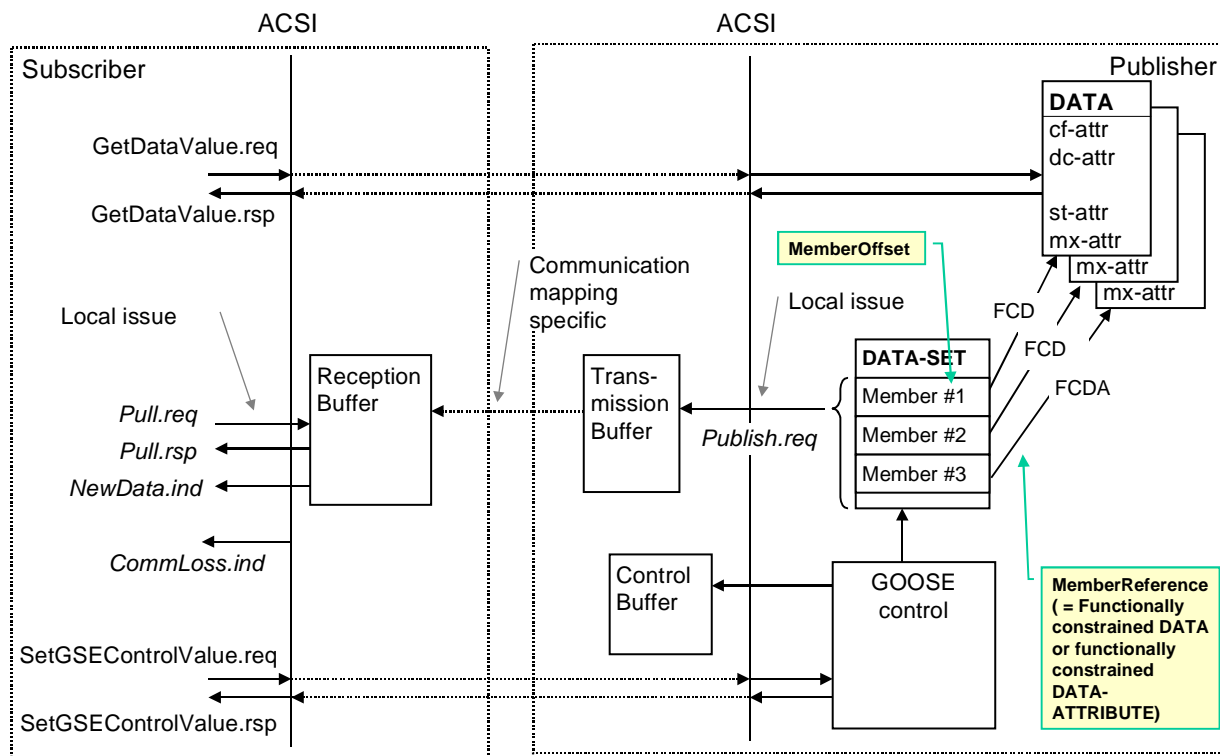 ACSI
ACSI
Subscriber
Publisher
DATA
cf-attr
dc-attr
st-attr
mx-attr
mx-attr
mx-attr
GetDataValue.req
GetDataValue.rsp
MemberOffset
Communication
mapping
specific
Local issue
Local issue
FCD
FCD
FCDA
DATA-SET
Member #1
Member #2
Member #3
Reception
Buffer
Trans-
mission
Buffer
Pull.req
Pull.rsp
NewData.ind
CommLoss.ind
Publish.req
Control
Buffer
GOOSE
control
MemberReference
( = Functionally
constrained DATA
or functionally
constrained
DATA-
ATTRIBUTE)
SetGSEControlValue.req
SetGSEControlValue.rsp